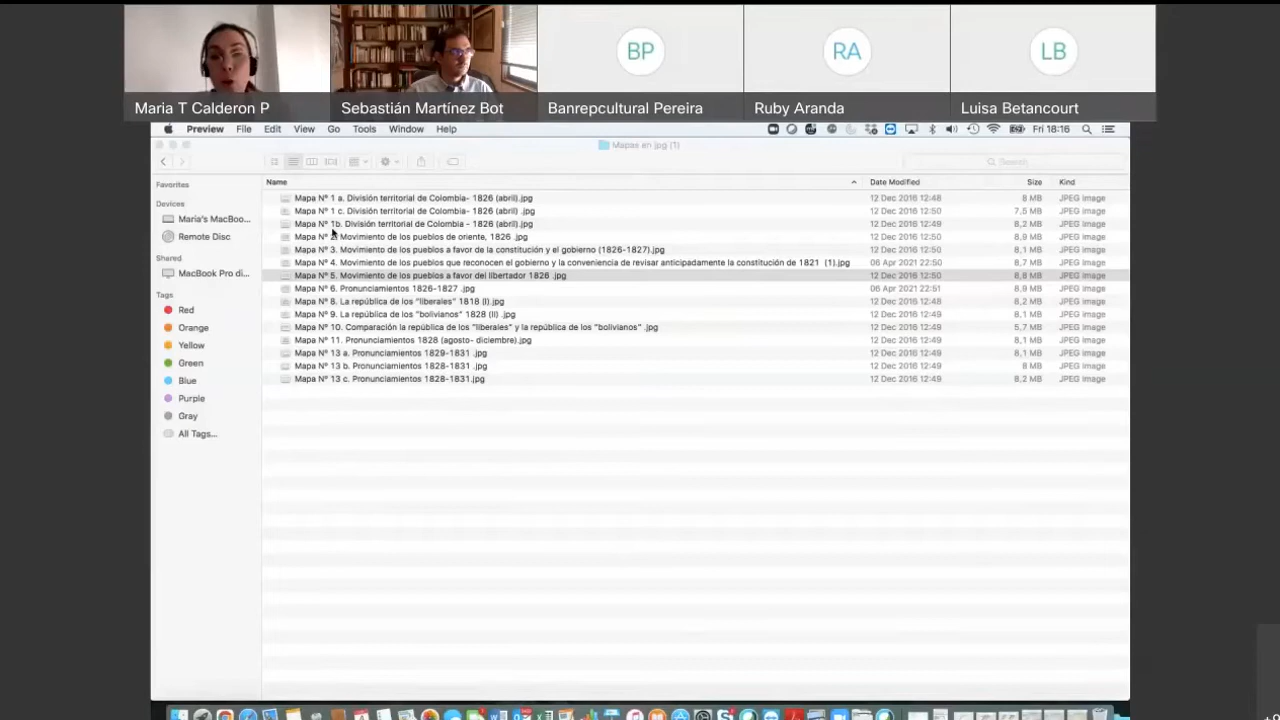 BP
RA
LB
Maria T Calderon P
Sebastián Martínez Bot
Banrepcultural Pereira
Ruby Aranda
Luisa Betancourt
Preview File Edit View Go Tools Window Help
Fri 18:16
Mapas en jpg (1)
Search
Favorites
Devices
Maria's MacBoo...
Remote Disc
Shared
MacBook Pro di...
Tags
Red
Orange
Yellow
Green
Blue
Purple
Gray
All Tags...
Name Date Modified Size Kind
Mapa Nº 1 a. División territorial de Colombia- 1826 (abril).jpg 12 Dec 2016 12:48 8 MB JPEG image
Mapa Nº 1 c. División territorial de Colombia- 1826 (abril) .jpg 12 Dec 2016 12:50 7,5 MB JPEG image
Mapa Nº 1b. División territorial de Colombia - 1826 (abril).jpg 12 Dec 2016 12:49 8,2 MB JPEG image
Mapa Nº 2. Movimiento de los pueblos de oriente, 1826 .jpg 12 Dec 2016 12:50 8,9 MB JPEG image
Mapa Nº 3. Movimiento de los pueblos a favor de la constitución y el gobierno (1826-1827).jpg 12 Dec 2016 12:50 8,1 MB JPEG image
Mapa Nº 4. Movimiento de los pueblos que reconocen el gobierno y la conveniencia de revisar anticipadamente la constitución de 1821 (1).jpg 06 Apr 2021 22:50 8,7 MB JPEG image
Mapa Nº 5. Movimiento de los pueblos a favor del libertador 1826 .jpg 12 Dec 2016 12:50 8,8 MB JPEG image
Mapa Nº 6. Pronunciamientos 1826-1827 .jpg 06 Apr 2021 22:51 8,9 MB JPEG image
Mapa Nº 8. La república de los "liberales" 1818 (I).jpg 12 Dec 2016 12:48 8,2 MB JPEG image
Mapa Nº 9. La república de los "bolivianos" 1828 (II) .jpg 12 Dec 2016 12:49 8,1 MB JPEG image
Mapa Nº 10. Comparación la república de los "liberales" y la república de los "bolivianos" .jpg 12 Dec 2016 12:49 5,7 MB JPEG image
Mapa Nº 11. Pronunciamientos 1828 (agosto- diciembre).jpg 12 Dec 2016 12:49 8,1 MB JPEG image
Mapa Nº 13 a. Pronunciamientos 1829-1831 .jpg 12 Dec 2016 12:49 8,1 MB JPEG image
Mapa Nº 13 b. Pronunciamientos 1828-1831 .jpg 12 Dec 2016 12:49 8 MB JPEG image
Mapa Nº 13 c. Pronunciamientos 1828-1831.jpg 12 Dec 2016 12:49 8,2 MB JPEG image